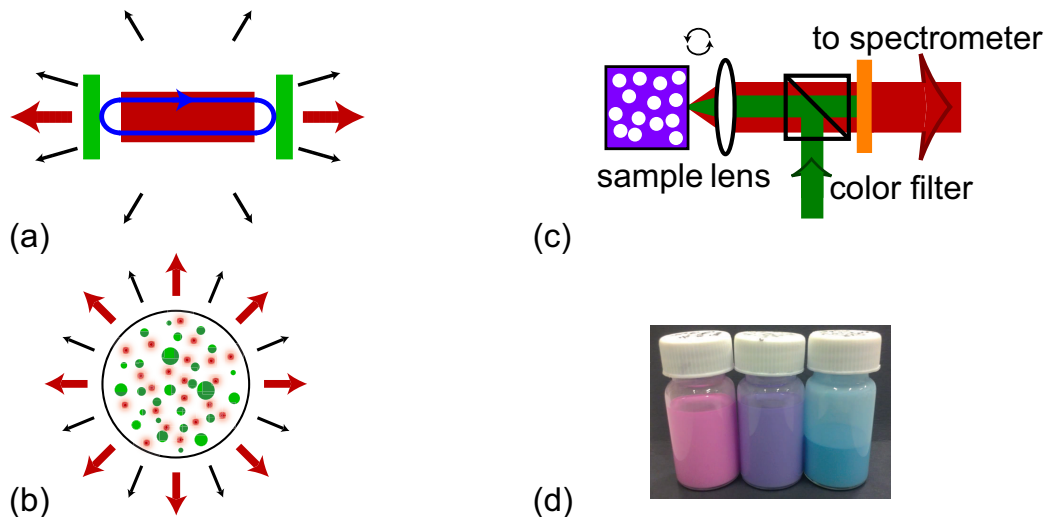 (a)
to spectrometer
sample lens
color filter
(c)
(b)
(d)